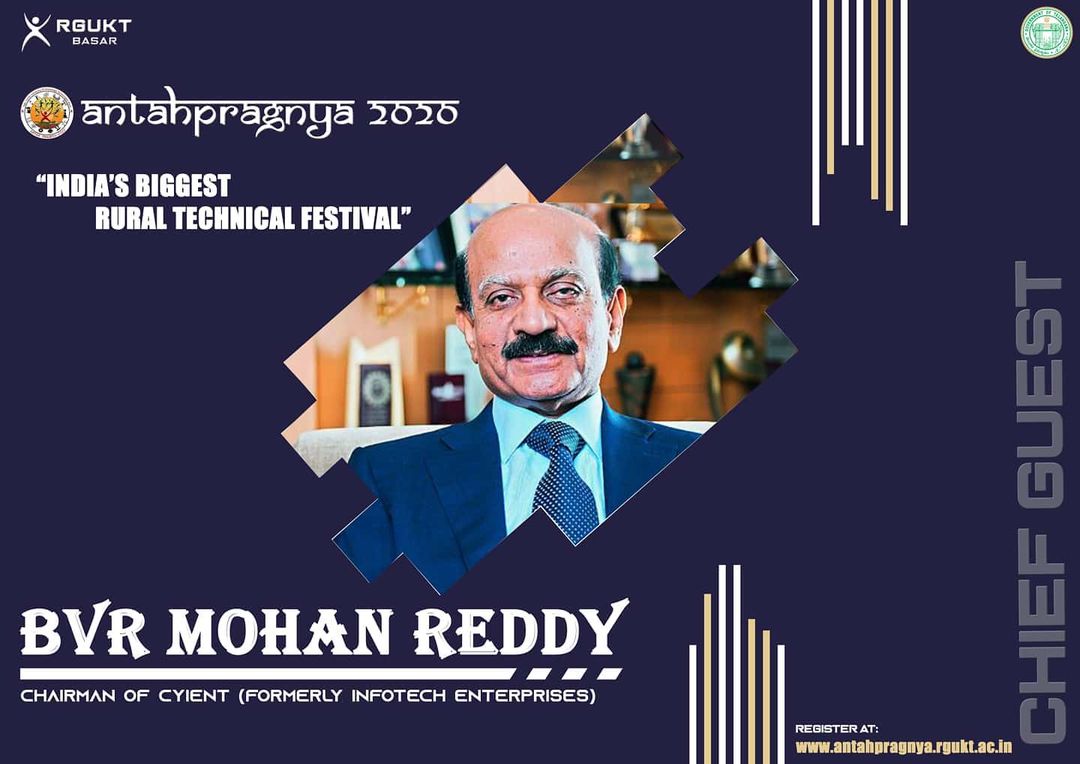 RGUKT
BASAR
antahpragnya 2020
“INDIA’S BIGGEST
RURAL TECHNICAL FESTIVAL”
CHIEF GUEST
BVR MOHAN REDDY
CHAIRMAN OF CYIENT (FORMERLY INFOTECH ENTERPRISES)
REGISTER AT:
www.antahpragnya.rgukt.ac.in